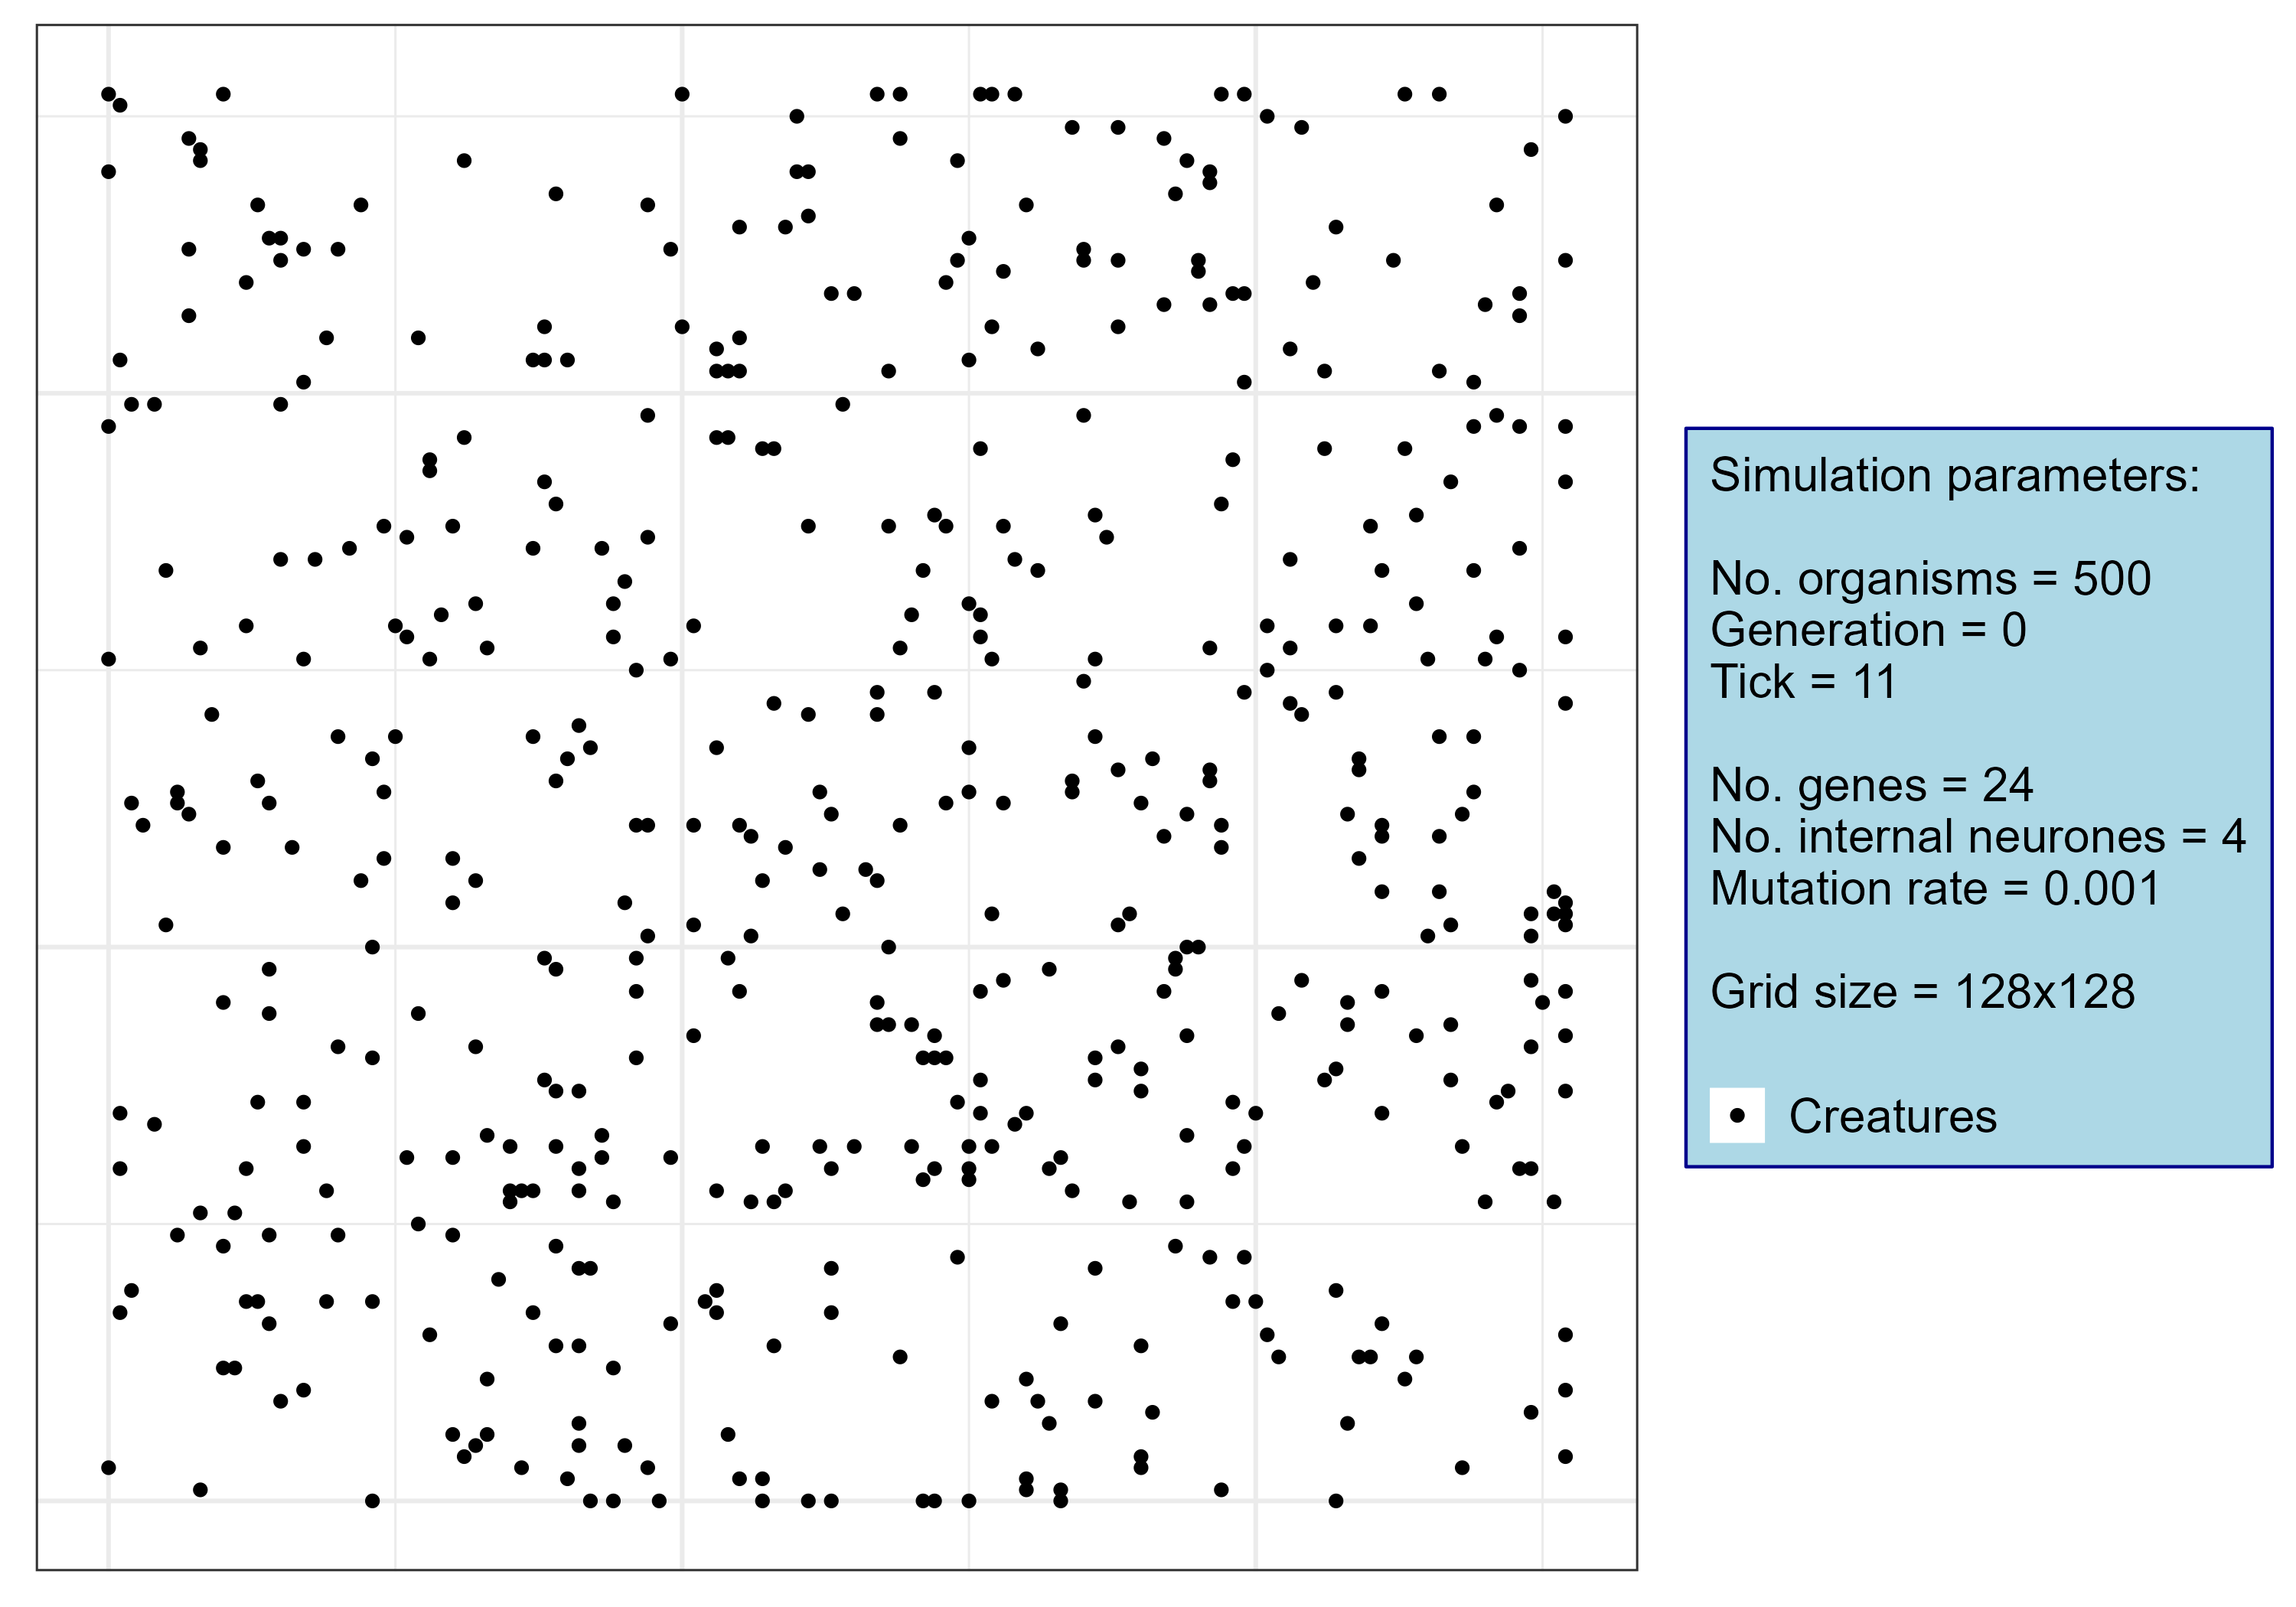 Simulation parameters:
No. organisms = 500
Generation = 0
Tick = 11
No. genes = 24
No. internal neurones = 4
Mutation rate = 0.001
Grid size = 128x128
Creatures